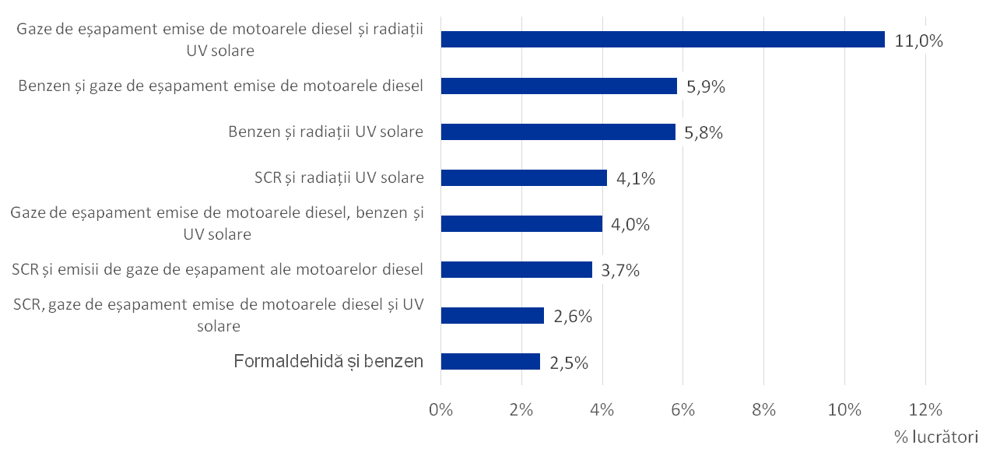 Gaze de eșapament emise de motoarele diesel și radiații
UV solare
11,0%
Benzen și gaze de eșapament emise de motoarele diesel
5,9%
Benzen și radiații UV solare
5,8%
SCR și radiații UV solare
4,1%
Gaze de eșapament emise de motoarele diesel, benzen și
UV solare
4,0%
SCR și emisii de gaze de eșapament ale motoarelor diesel
3,7%
SCR, gaze de eșapament emise de motoarele diesel și UV
solare
2,6%
Formaldehidă și benzen
2,5%
0% 2% 4% 6% 8% 10% 12%
% lucrători